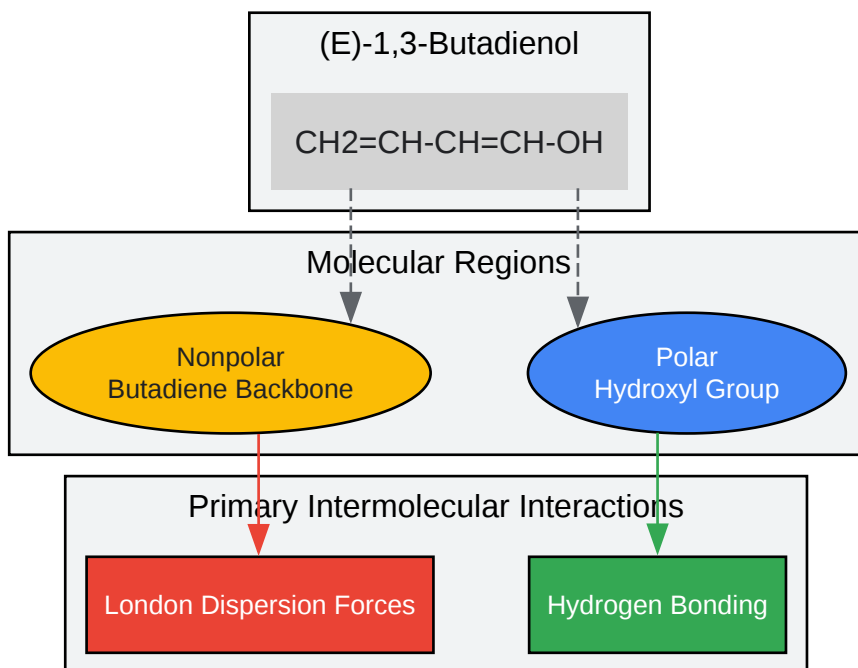 (E)-1,3-Butadienol
CH2=CH-CH=CH-OH
Molecular Regions
Nonpolar
Butadiene Backbone
Polar
Hydroxyl Group
Primary Intermolecular Interactions
London Dispersion Forces
Hydrogen Bonding